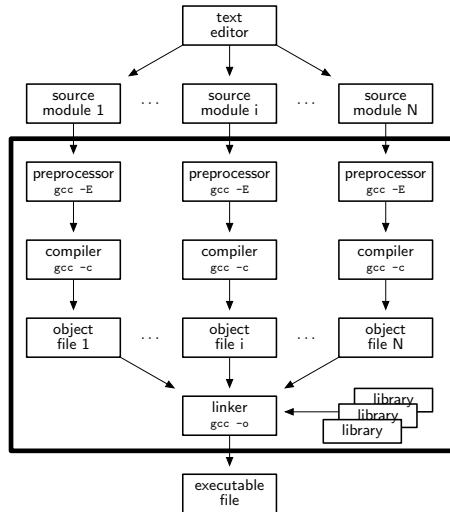 text
editor
source
module 1
. . .
source
module i
. . .
source
module N
preprocessor
gcc -E
preprocessor
gcc -E
preprocessor
gcc -E
compiler
gcc -c
compiler
gcc -c
compiler
gcc -c
object
file 1
. . .
object
file i
. . .
object
file N
linker
gcc -o
library
library
library
executable
file